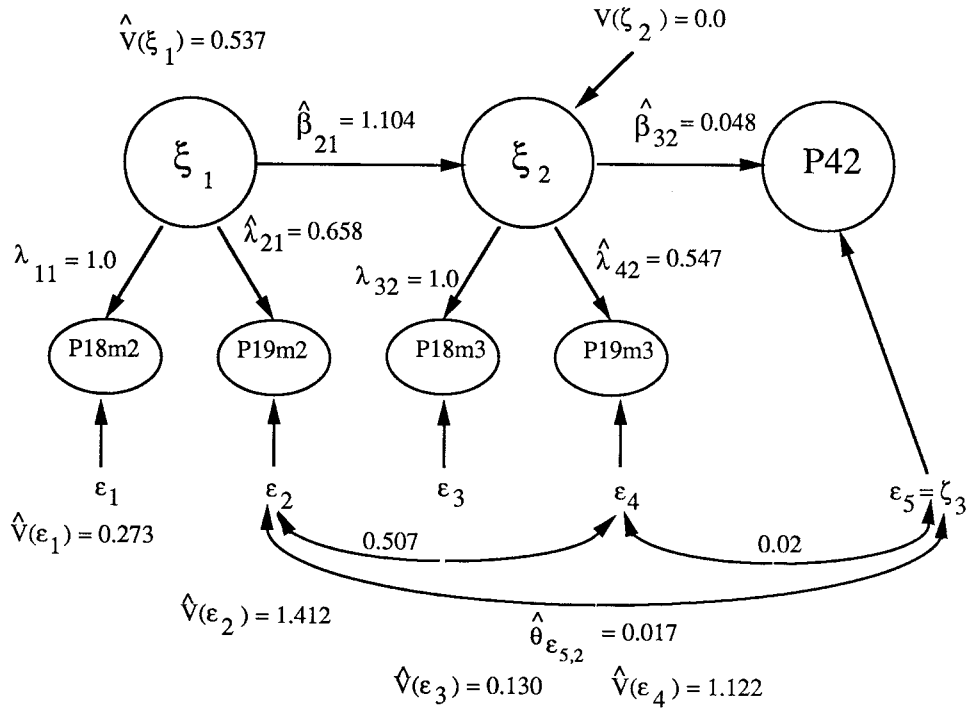 V̂(ξ₁) = 0.537
V(ζ₂) = 0.0
β̂₂₁ = 1.104
β̂₃₂ = 0.048
ξ₁
ξ₂
P42
λ₁₁ = 1.0
λ̂₂₁ = 0.658
λ₃₂ = 1.0
λ̂₄₂ = 0.547
P18m2
P19m2
P18m3
P19m3
ε₁
ε₂
ε₃
ε₄
ε₅ = ζ₃
V̂(ε₁) = 0.273
0.507
0.02
V̂(ε₂) = 1.412
θ̂_ε₅,₂ = 0.017
V̂(ε₃) = 0.130
V̂(ε₄) = 1.122